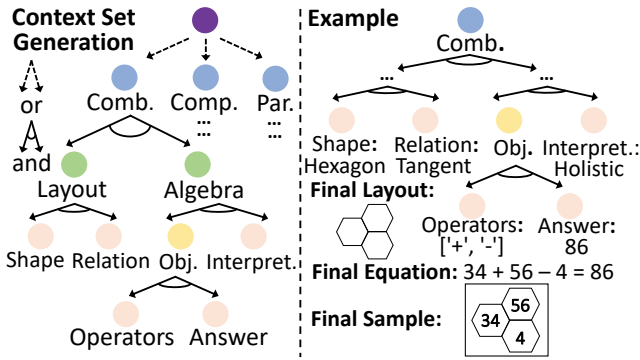 Context Set
Generation
or
and
Comb. Comp. Par.
... ...
... ...
Layout Algebra
Shape Relation Obj. Interpret.
Operators Answer
Example
Comb.
... ...
Shape: Relation: Obj. Interpret.:
Hexagon Tangent Holistic
Final Layout:
Operators: Answer:
['+', '-'] 86
Final Equation: 34 + 56 – 4 = 86
Final Sample:
56
34
4